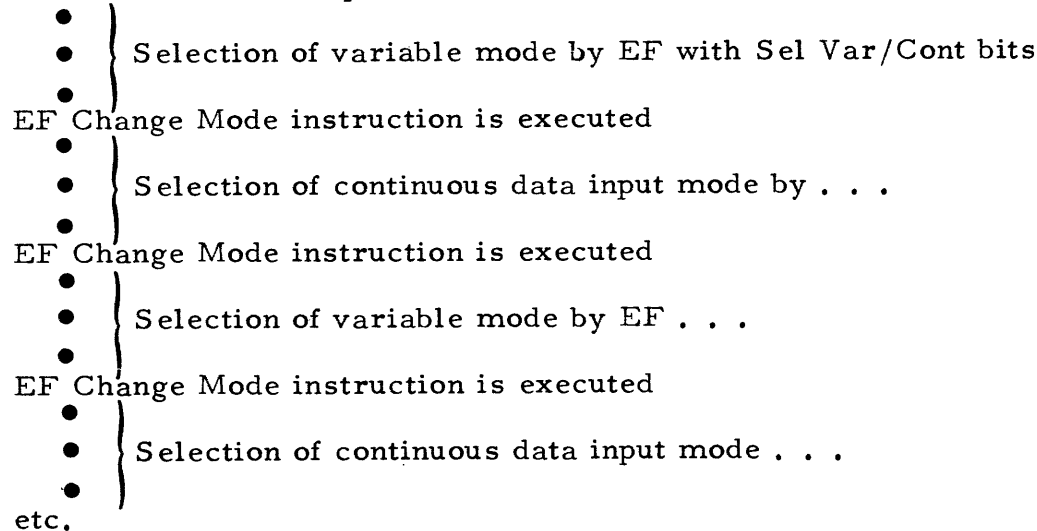 Selection of variable mode by EF with Sel Var/Cont bits
EF Change Mode instruction is executed
Selection of continuous data input mode by . . .
EF Change Mode instruction is executed
Selection of variable mode by EF . . .
EF Change Mode instruction is executed
Selection of continuous data input mode . . .
etc.